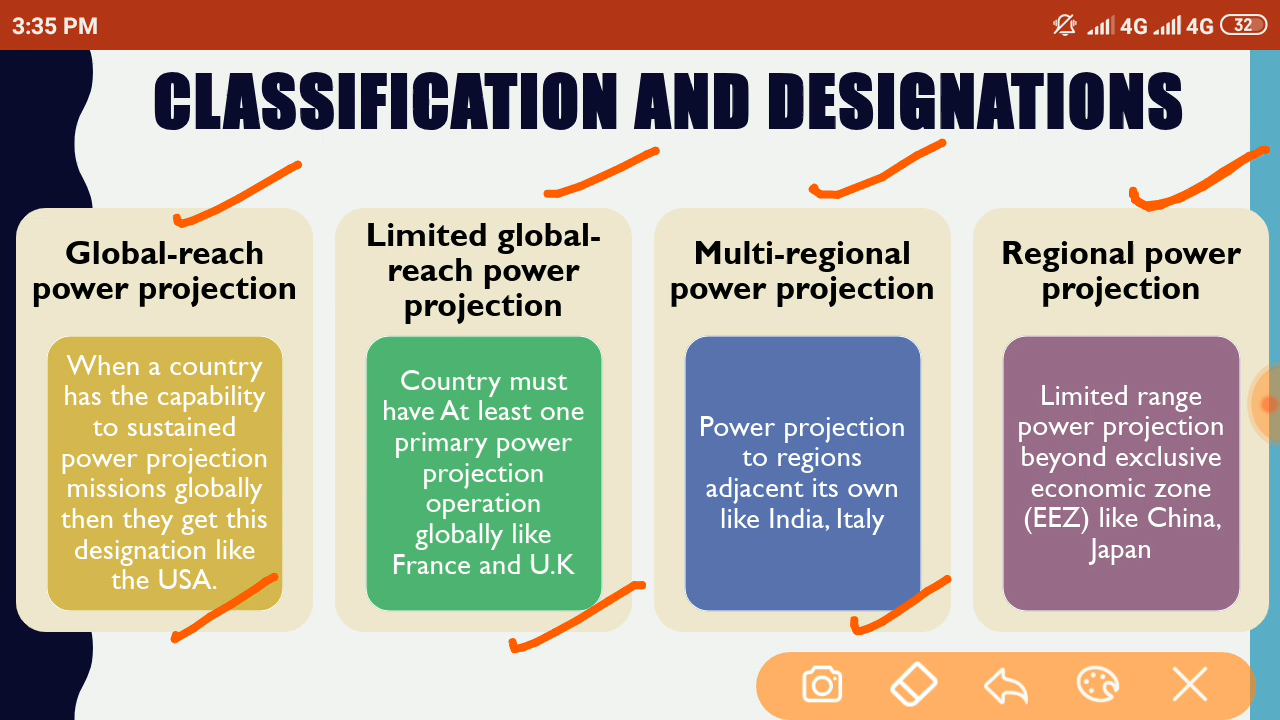 3:35 PM
4G 4G 32
CLASSIFICATION AND DESIGNATIONS
Global-reach
power projection
When a country
has the capability
to sustained
power projection
missions globally
then they get this
designation like
the USA.
Limited global-
reach power
projection
Country must
have At least one
primary power
projection
operation
globally like
France and U.K
Multi-regional
power projection
Power projection
to regions
adjacent its own
like India, Italy
Regional power
projection
Limited range
power projection
beyond exclusive
economic zone
(EEZ) like China,
Japan